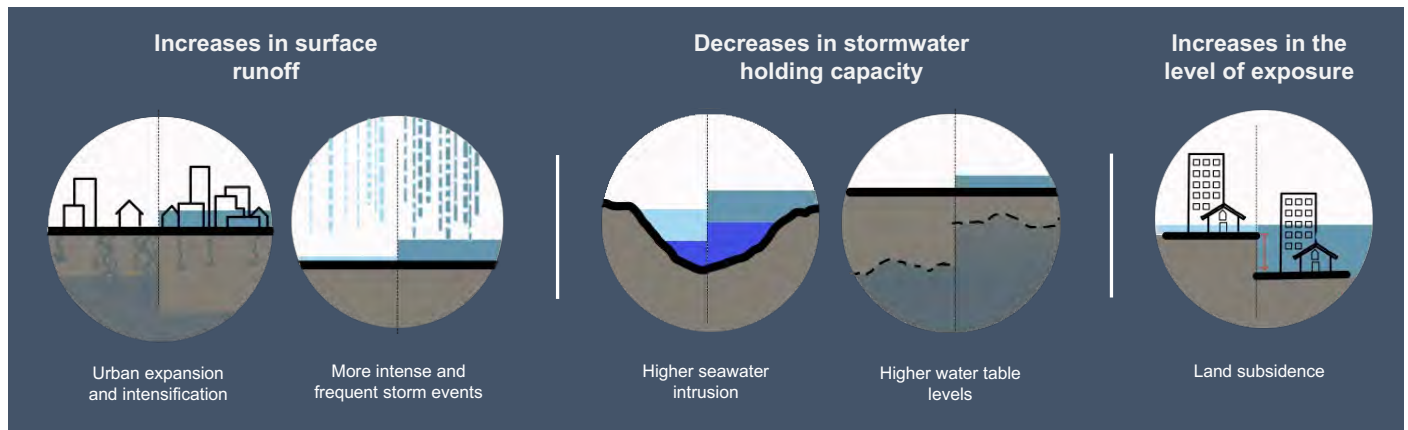 Increases in surface
runoff
Decreases in stormwater
holding capacity
Increases in the
level of exposure
Urban expansion
and intensification
More intense and
frequent storm events
Higher seawater
intrusion
Higher water table
levels
Land subsidence